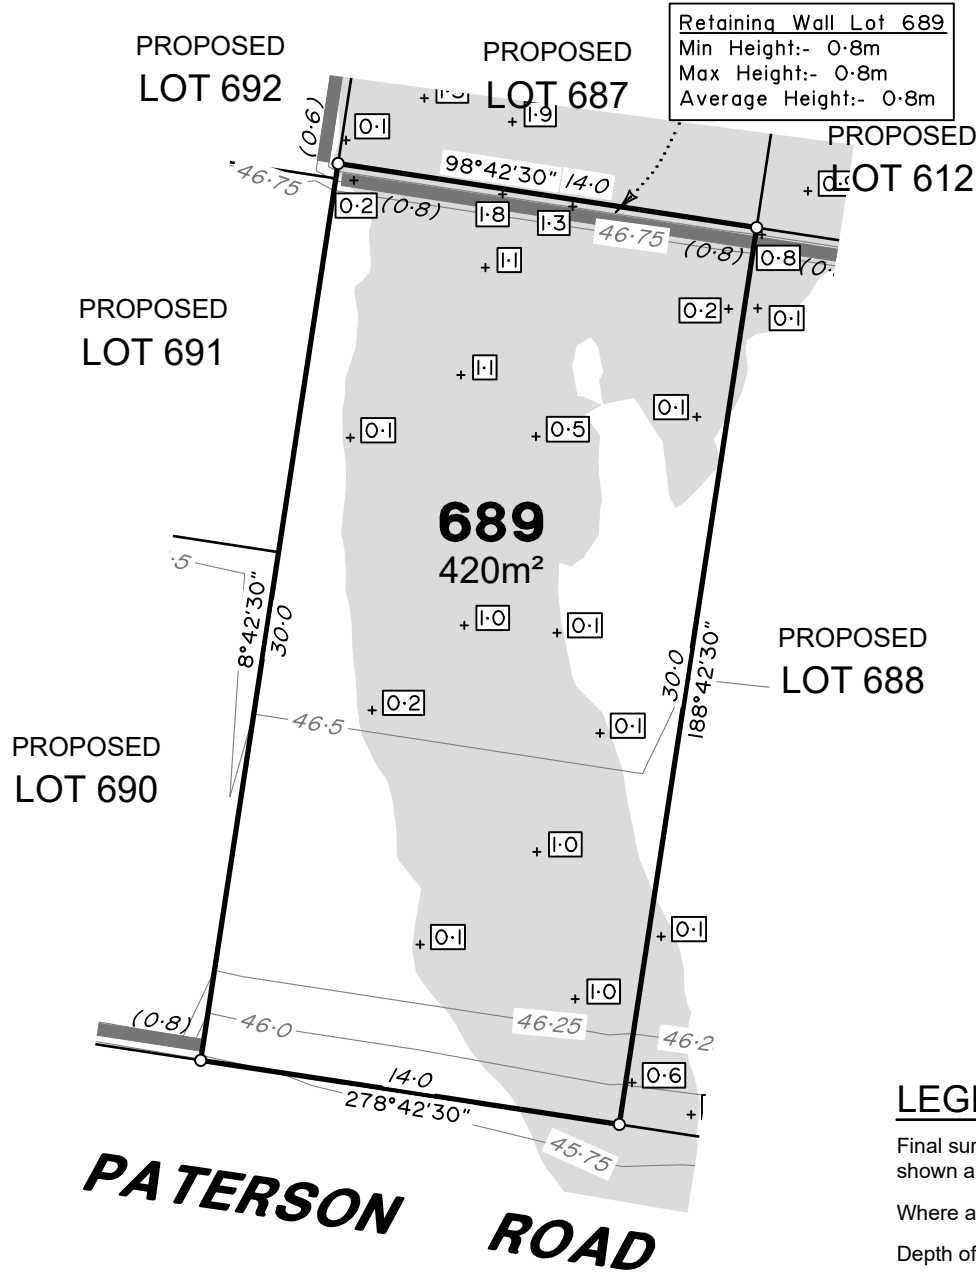 Retaining Wall Lot 689
Min Height:- 0·8m
Max Height:- 0·8m
Average Height:- 0·8m
PROPOSED
LOT 692
PROPOSED
LOT 687
PROPOSED
LOT 612
(0·6)
0·1
1·9
98°42'30" 14·0
46·75
0·2
(0·8)
1·8
1·3
46·75
(0·8)
0·8
1·1
0·2
0·1
PROPOSED
LOT 691
1·1
0·1
0·1
0·5
689
420m²
·5
8°42'30"
30·0
1·0
0·1
30·0
188°42'30"
PROPOSED
LOT 688
0·2
46·5
0·1
PROPOSED
LOT 690
1·0
0·1
0·1
1·0
(0·8)
46·0
46·25
46·2
0·6
14·0
278°42'30"
45·75
PATERSON ROAD
Final
shown
Where
Depth of